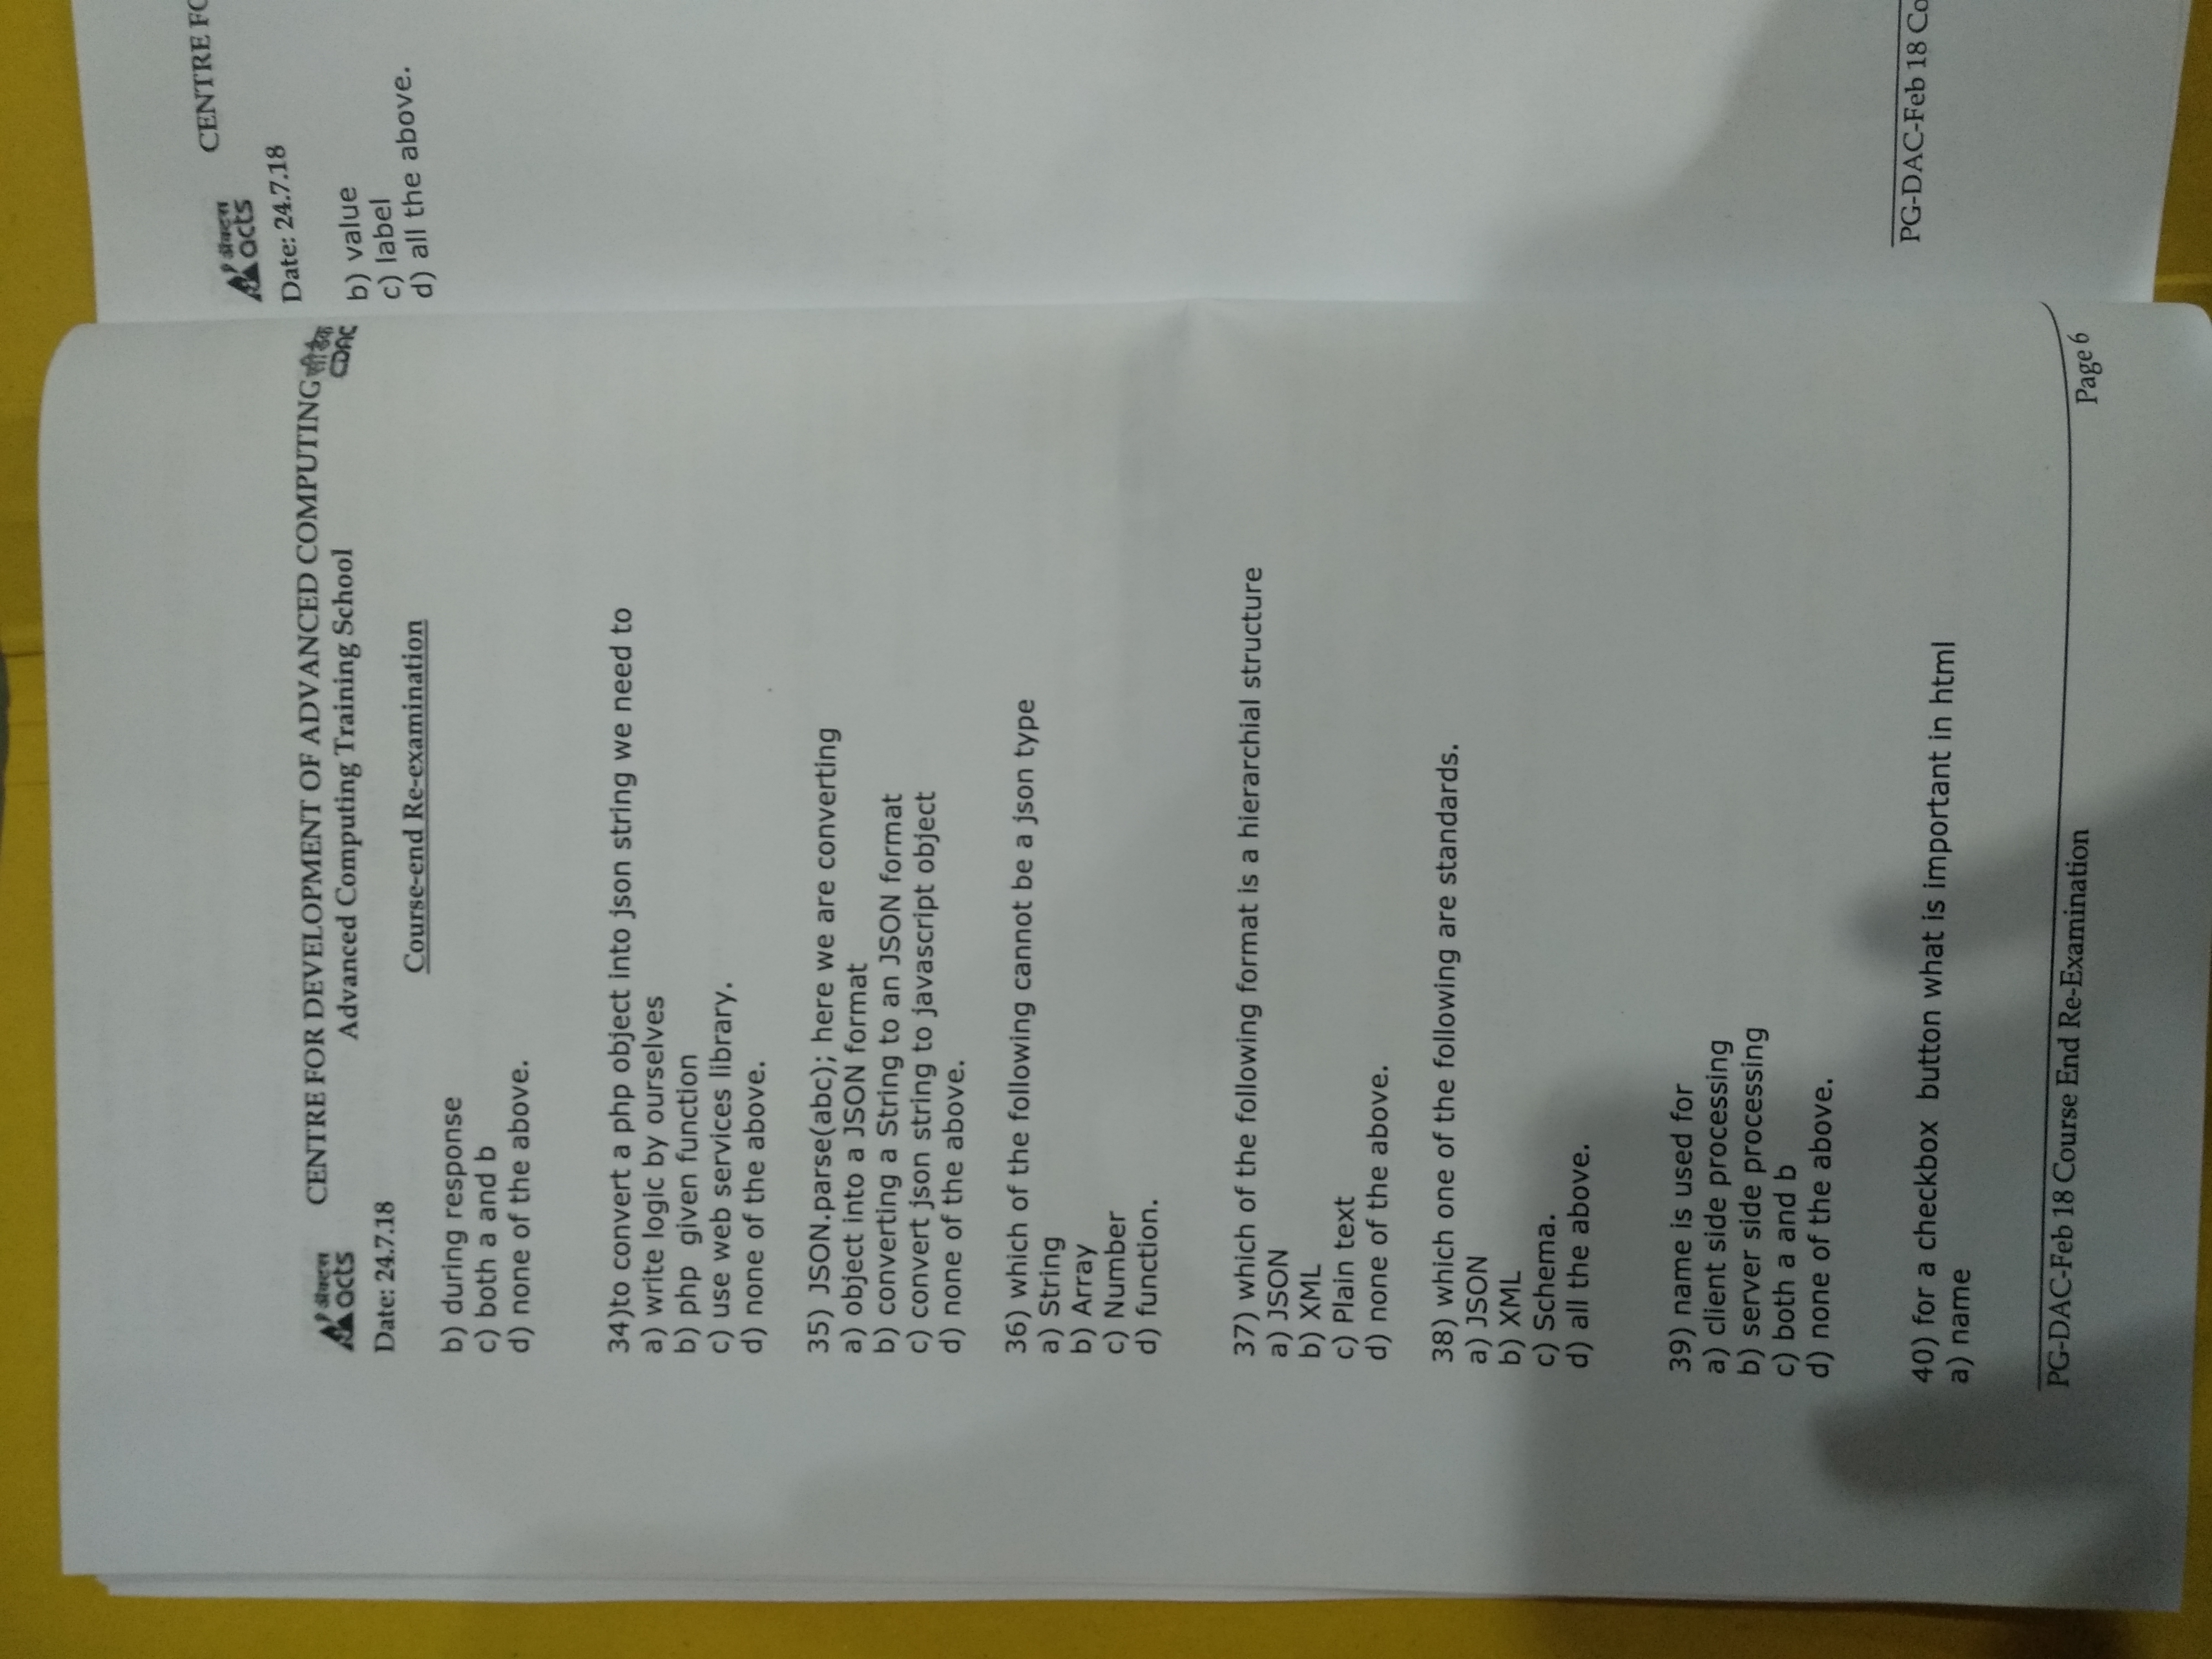 ॲक्टस
acts
CENTRE FOR DEVELOPMENT OF ADVANCED COMPUTING
सी डैक
CDAC
Advanced Computing Training School
Date: 24.7.18
Course-end Re-examination
b) during response
c) both a and b
d) none of the above.
34)to convert a php object into json string we need to
a) write logic by ourselves
b) php  given function
c) use web services library.
d) none of the above.
35) JSON.parse(abc); here we are converting
a) object into a JSON format
b) converting a String to an JSON format
c) convert json string to javascript object
d) none of the above.
36) which of the following cannot be a json type
a) String
b) Array
c) Number
d) function.
37) which of the following format is a hierarchial structure
a) JSON
b) XML
c) Plain text
d) none of the above.
38) which one of the following are standards.
a) JSON
b) XML
c) Schema.
d) all the above.
39) name is used for
a) client side processing
b) server side processing
c) both a and b
d) none of the above.
40) for a checkbox  button what is important in html
a) name
PG-DAC-Feb 18 Course End Re-Examination
Page 6
ॲक्टस
acts
CENTRE FO
Date: 24.7.18
b) value
c) label
d) all the above.
PG-DAC-Feb 18 Co